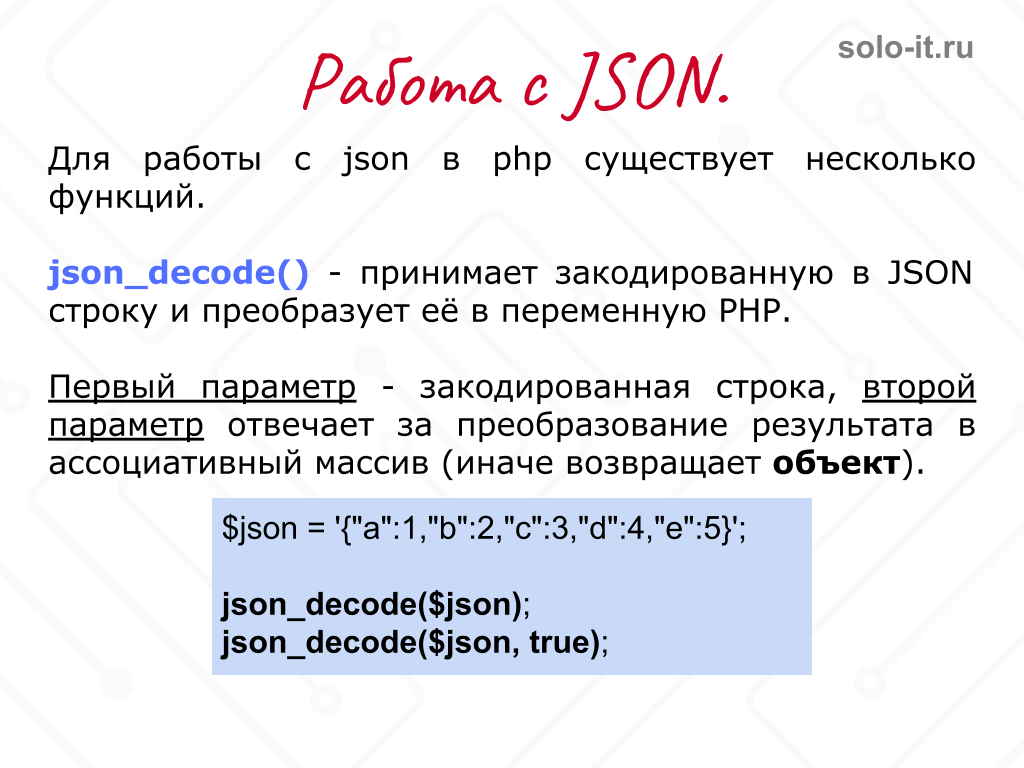 solo-it.ru
Работа с JSON.
Для работы с json в php существует несколько
функций.
json_decode() - принимает закодированную в JSON
строку и преобразует её в переменную PHP.
Первый параметр - закодированная строка, второй
параметр отвечает за преобразование результата в
ассоциативный массив (иначе возвращает объект).
$json = '{"a":1,"b":2,"c":3,"d":4,"e":5}';
json_decode($json);
json_decode($json, true);